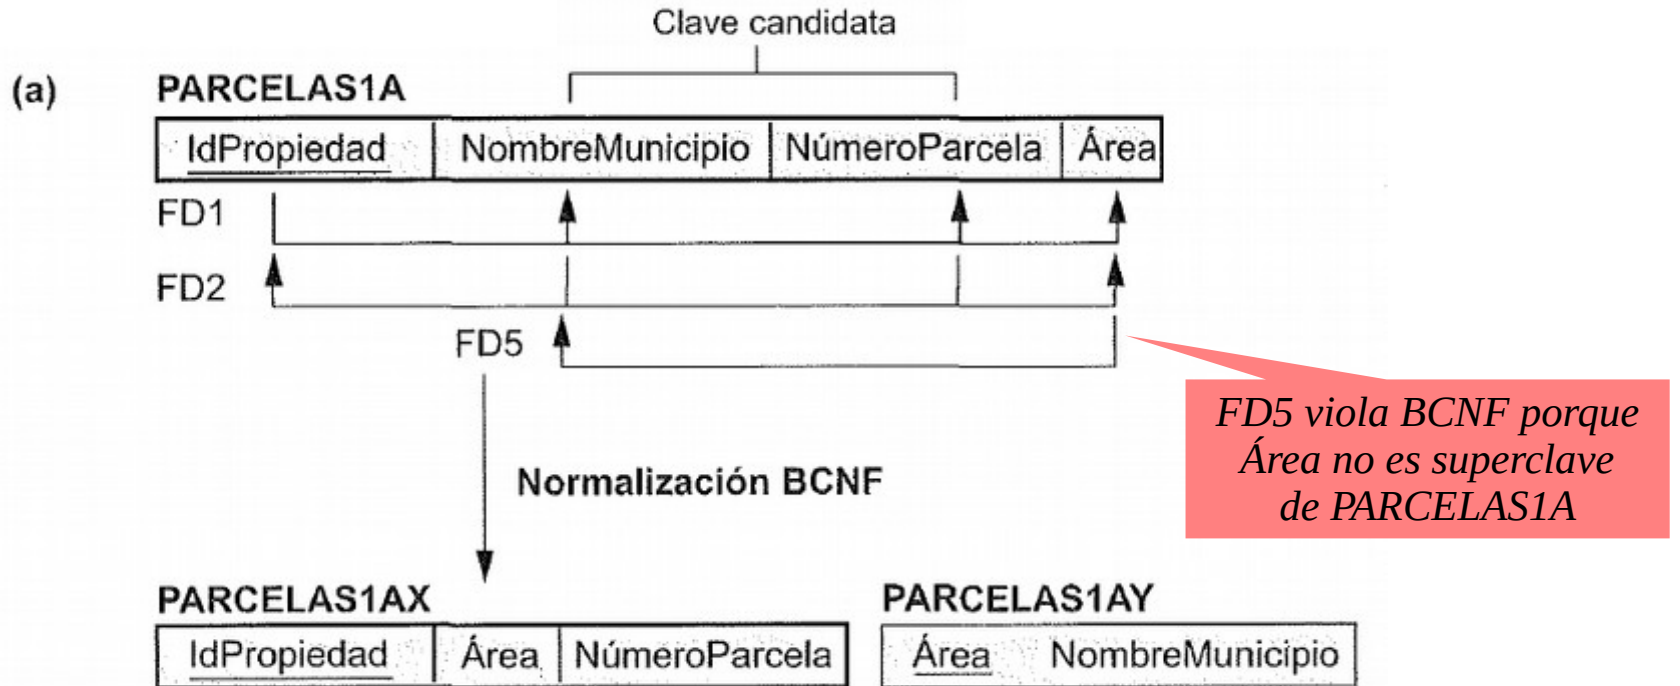 Clave candidata
(a)
PARCELAS1A
IdPropiedad NombreMunicipio NúmeroParcela Área
FD1
FD2
FD5
FD5 viola BCNF porque
Área no es superclave
de PARCELAS1A
Normalización BCNF
PARCELAS1AX
IdPropiedad Área NúmeroParcela
PARCELAS1AY
Área NombreMunicipio